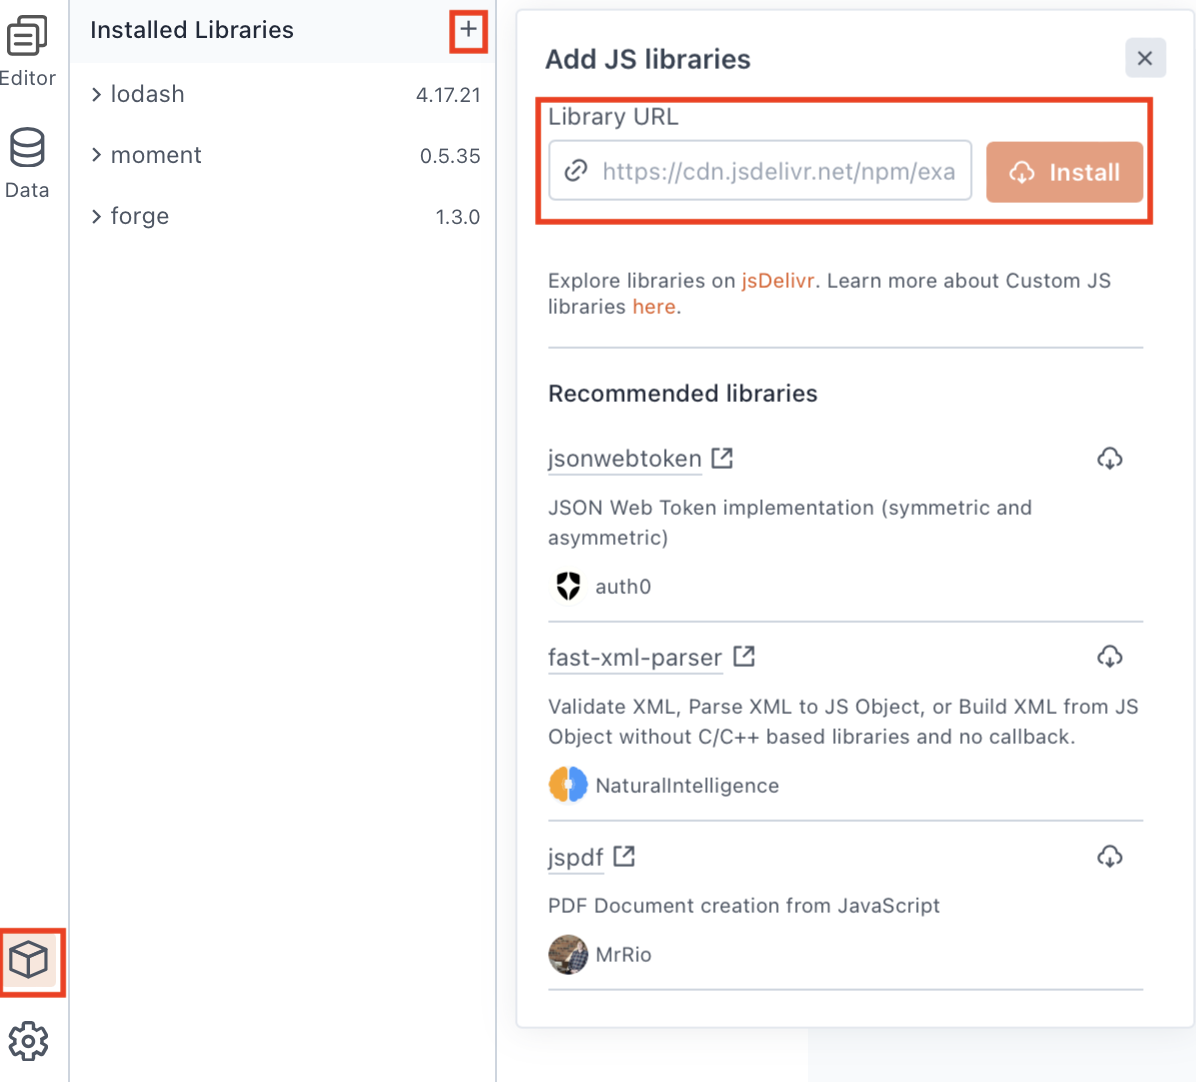 Editor
Data
Installed Libraries
lodash 4.17.21
moment 0.5.35
forge 1.3.0
Add JS libraries
Library URL
https://cdn.jsdelivr.net/npm/exa
Install
Explore libraries on jsDelivr. Learn more about Custom JS
libraries here.
Recommended libraries
jsonwebtoken
JSON Web Token implementation (symmetric and
asymmetric)
auth0
fast-xml-parser
Validate XML, Parse XML to JS Object, or Build XML from JS
Object without C/C++ based libraries and no callback.
NaturalIntelligence
jspdf
PDF Document creation from JavaScript
MrRio